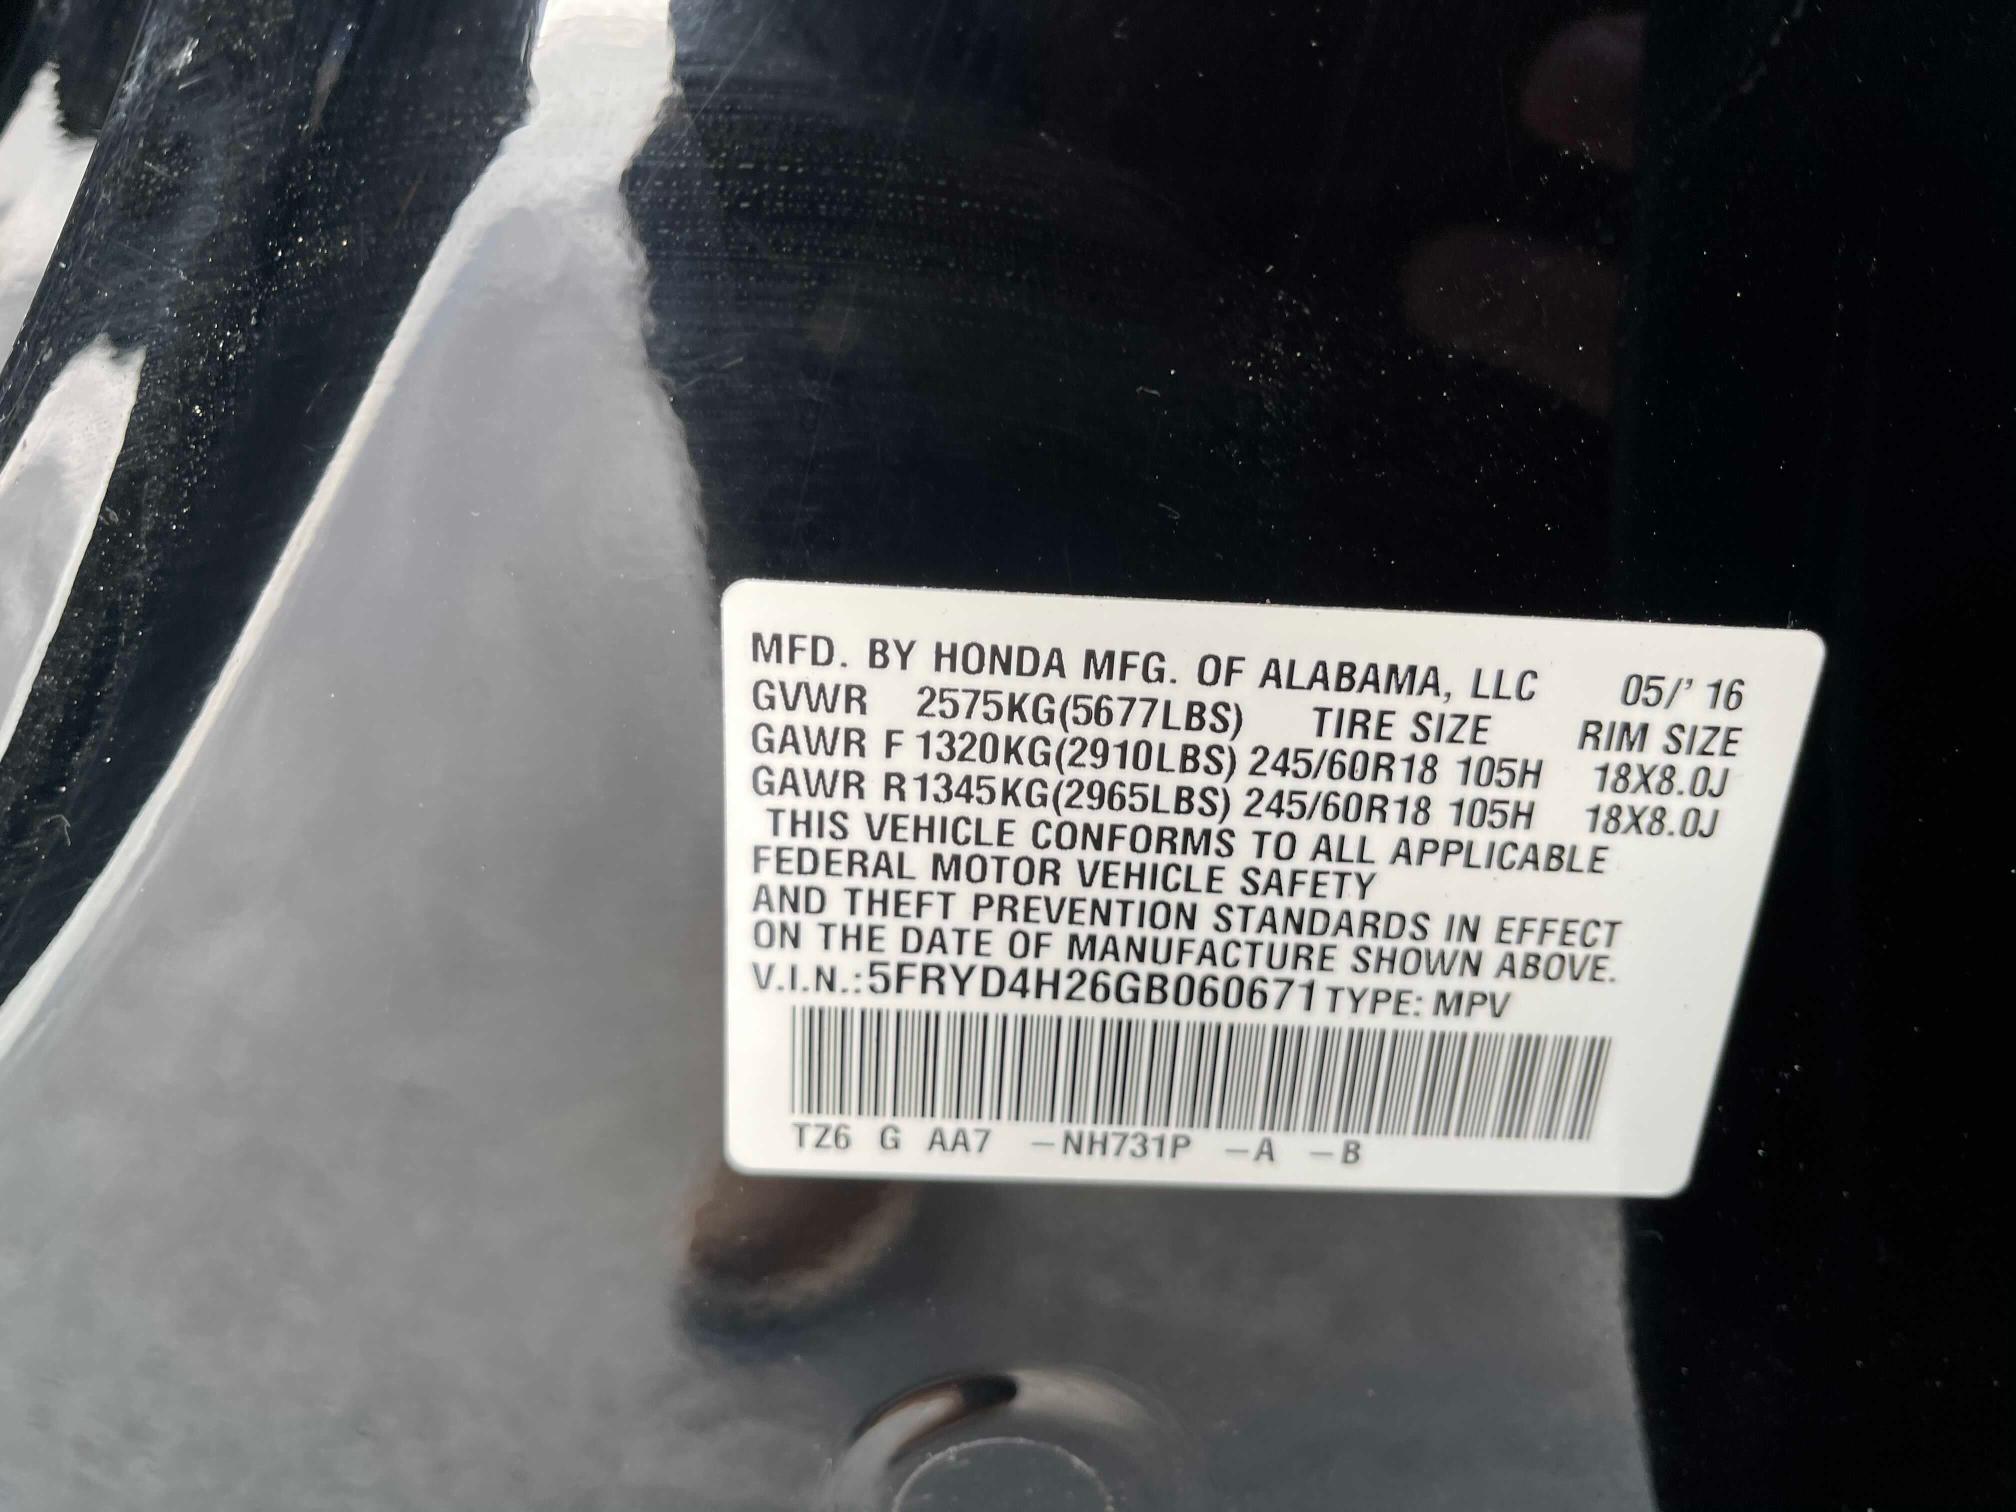 MFD. BY HONDA MFG. OF ALABAMA, LLC 05/' 16
GVWR 2575KG(5677LBS) TIRE SIZE RIM SIZE
GAWR F 1320KG(2910LBS) 245/60R18 105H 18X8.0J
GAWR R 1345KG(2965LBS) 245/60R18 105H 18X8.0J
THIS VEHICLE CONFORMS TO ALL APPLICABLE
FEDERAL MOTOR VEHICLE SAFETY
AND THEFT PREVENTION STANDARDS IN EFFECT
ON THE DATE OF MANUFACTURE SHOWN ABOVE.
V.I.N.: 5FRYD4H26GB060671 TYPE: MPV
TZ6 G AA7 –NH731P –A –B